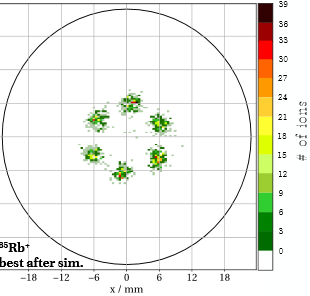 39
36
33
30
27
24
21
18
15
12
9
6
3
0
# of ions
⁸⁵Rb⁺
best after sim.
−18 −12 −6 0 6 12 18
x / mm